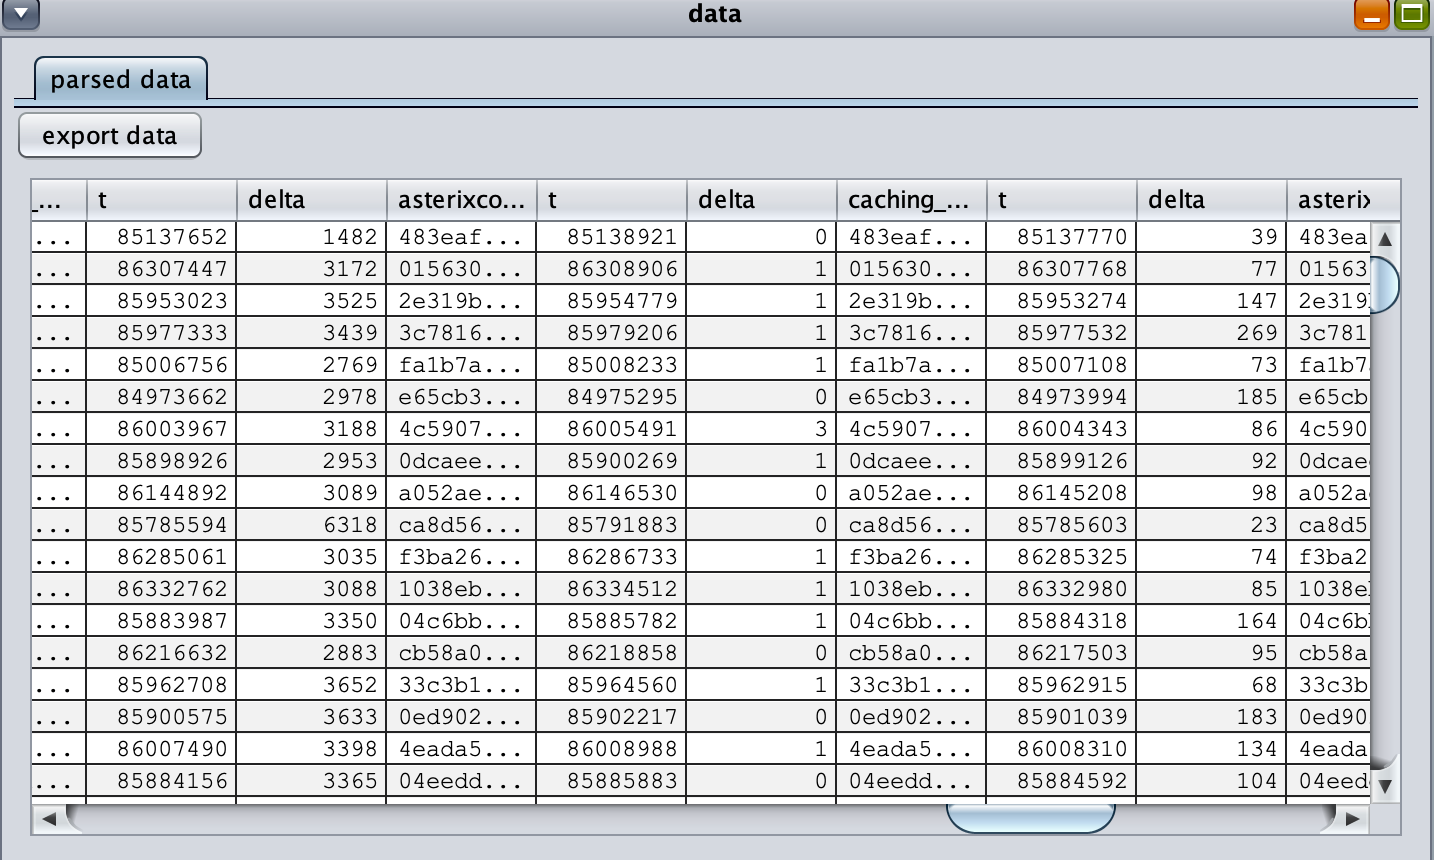 data
parsed data
export data
_... t delta asterixco... t delta caching_... t delta asterix
... 85137652 1482 483eaf... 85138921 0 483eaf... 85137770 39 483ea
... 86307447 3172 015630... 86308906 1 015630... 86307768 77 01563
... 85953023 3525 2e319b... 85954779 1 2e319b... 85953274 147 2e319
... 85977333 3439 3c7816... 85979206 1 3c7816... 85977532 269 3c781
... 85006756 2769 fa1b7a... 85008233 1 fa1b7a... 85007108 73 fa1b7
... 84973662 2978 e65cb3... 84975295 0 e65cb3... 84973994 185 e65cb
... 86003967 3188 4c5907... 86005491 3 4c5907... 86004343 86 4c590
... 85898926 2953 0dcaee... 85900269 1 0dcaee... 85899126 92 0dcae
... 86144892 3089 a052ae... 86146530 0 a052ae... 86145208 98 a052a
... 85785594 6318 ca8d56... 85791883 0 ca8d56... 85785603 23 ca8d5
... 86285061 3035 f3ba26... 86286733 1 f3ba26... 86285325 74 f3ba2
... 86332762 3088 1038eb... 86334512 1 1038eb... 86332980 85 1038e
... 85883987 3350 04c6bb... 85885782 1 04c6bb... 85884318 164 04c6b
... 86216632 2883 cb58a0... 86218858 0 cb58a0... 86217503 95 cb58a
... 85962708 3652 33c3b1... 85964560 1 33c3b1... 85962915 68 33c3b
... 85900575 3633 0ed902... 85902217 0 0ed902... 85901039 183 0ed90
... 86007490 3398 4eada5... 86008988 1 4eada5... 86008310 134 4eada
... 85884156 3365 04eedd... 85885883 0 04eedd... 85884592 104 04eed